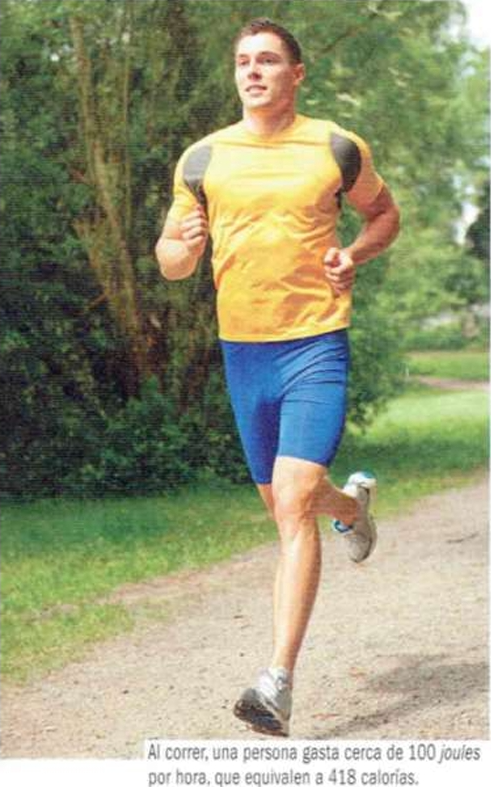 Al correr, una persona gasta cerca de 100 joules
por hora, que equivalen a 418 calorías.